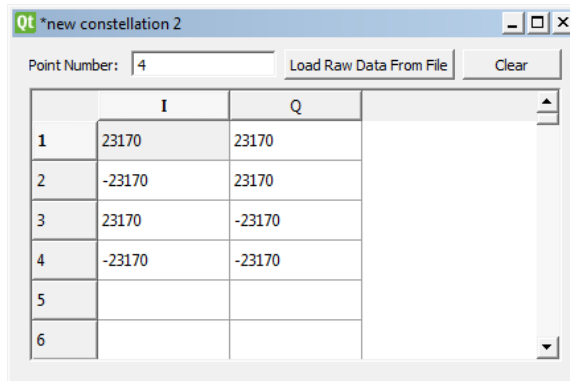 Qt *new constellation 2
Point Number: 4 Load Raw Data From File Clear
I Q
1 23170 23170
2 -23170 23170
3 23170 -23170
4 -23170 -23170
5
6